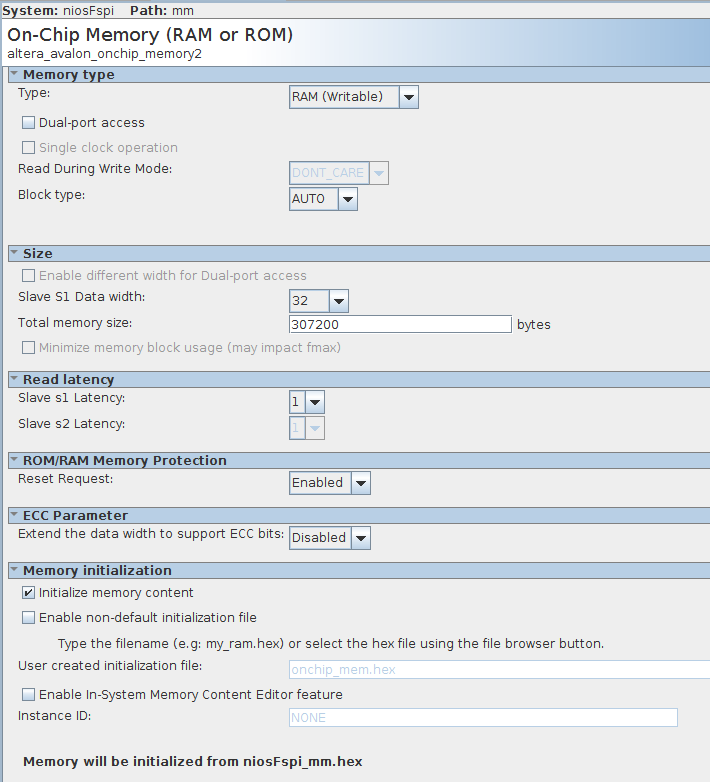 System: niosFspi Path: mm
On-Chip Memory (RAM or ROM)
altera_avalon_onchip_memory2
Memory type
Type: RAM (Writable)
Dual-port access
Single clock operation
Read During Write Mode: DONT_CARE
Block type: AUTO
Size
Enable different width for Dual-port access
Slave S1 Data width: 32
Total memory size: 307200 bytes
Minimize memory block usage (may impact fmax)
Read latency
Slave s1 Latency: 1
Slave s2 Latency: 1
ROM/RAM Memory Protection
Reset Request: Enabled
ECC Parameter
Extend the data width to support ECC bits: Disabled
Memory initialization
Initialize memory content
Enable non-default initialization file
Type the filename (e.g: my_ram.hex) or select the hex file using the file browser button.
User created initialization file: onchip_mem.hex
Enable In-System Memory Content Editor feature
Instance ID: NONE
Memory will be initialized from niosFspi_mm.hex